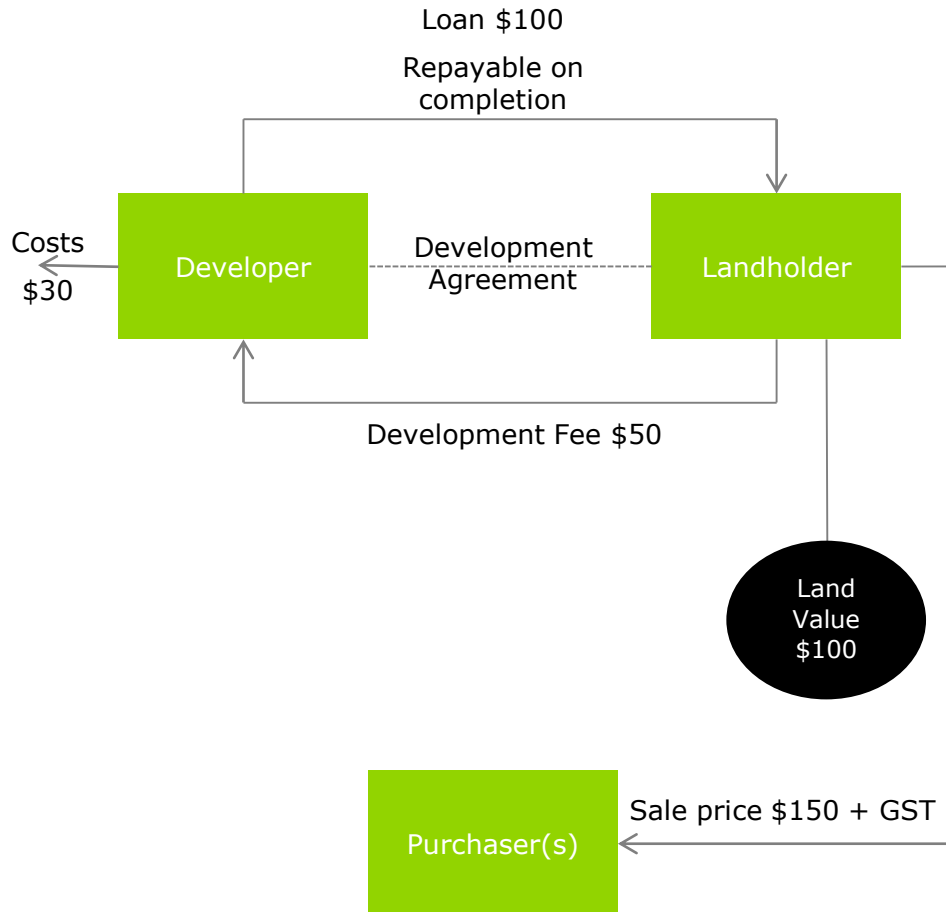 Loan $100
Repayable on
completion
Costs
$30
Developer
Development
Agreement
Landholder
Development Fee $50
Land
Value
$100
Sale price $150 + GST
Purchaser(s)